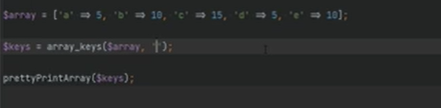 $array = ['a' => 5, 'b' => 10, 'c' => 15, 'd' => 5, 'e' => 10];
$keys = array_keys($array, '');
prettyPrintArray($keys);